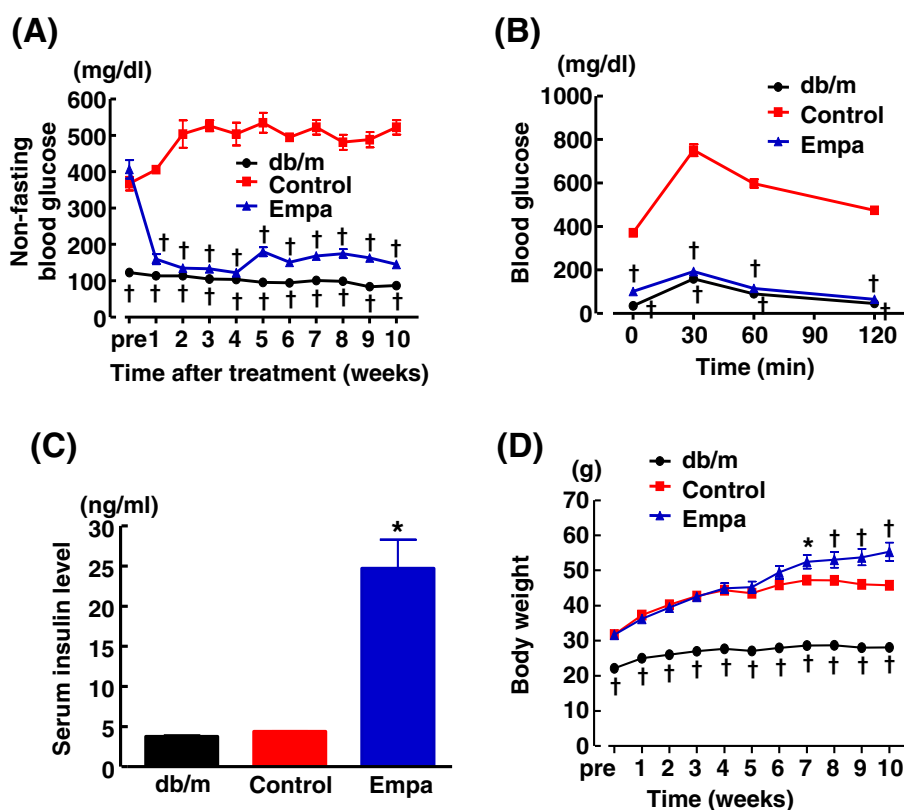 (A)
(mg/dl)
Non-fasting
blood glucose
600
500
400
300
200
100
0
db/m
Control
Empa
† † † † † † † † † †
† † † † † † † † † † †
pre 1 2 3 4 5 6 7 8 9 10
Time after treatment (weeks)
(B)
(mg/dl)
Blood glucose
1000
800
600
400
200
0
db/m
Control
Empa
† † † †
† † † †
0 30 60 90 120
Time (min)
(C)
(ng/ml)
Serum insulin level
30
25
20
15
10
5
0
*
db/m Control Empa
(D)
(g)
Body weight
70
60
50
40
30
20
10
0
db/m
Control
Empa
* † † †
† † † † † † † † † † †
pre 1 2 3 4 5 6 7 8 9 10
Time (weeks)